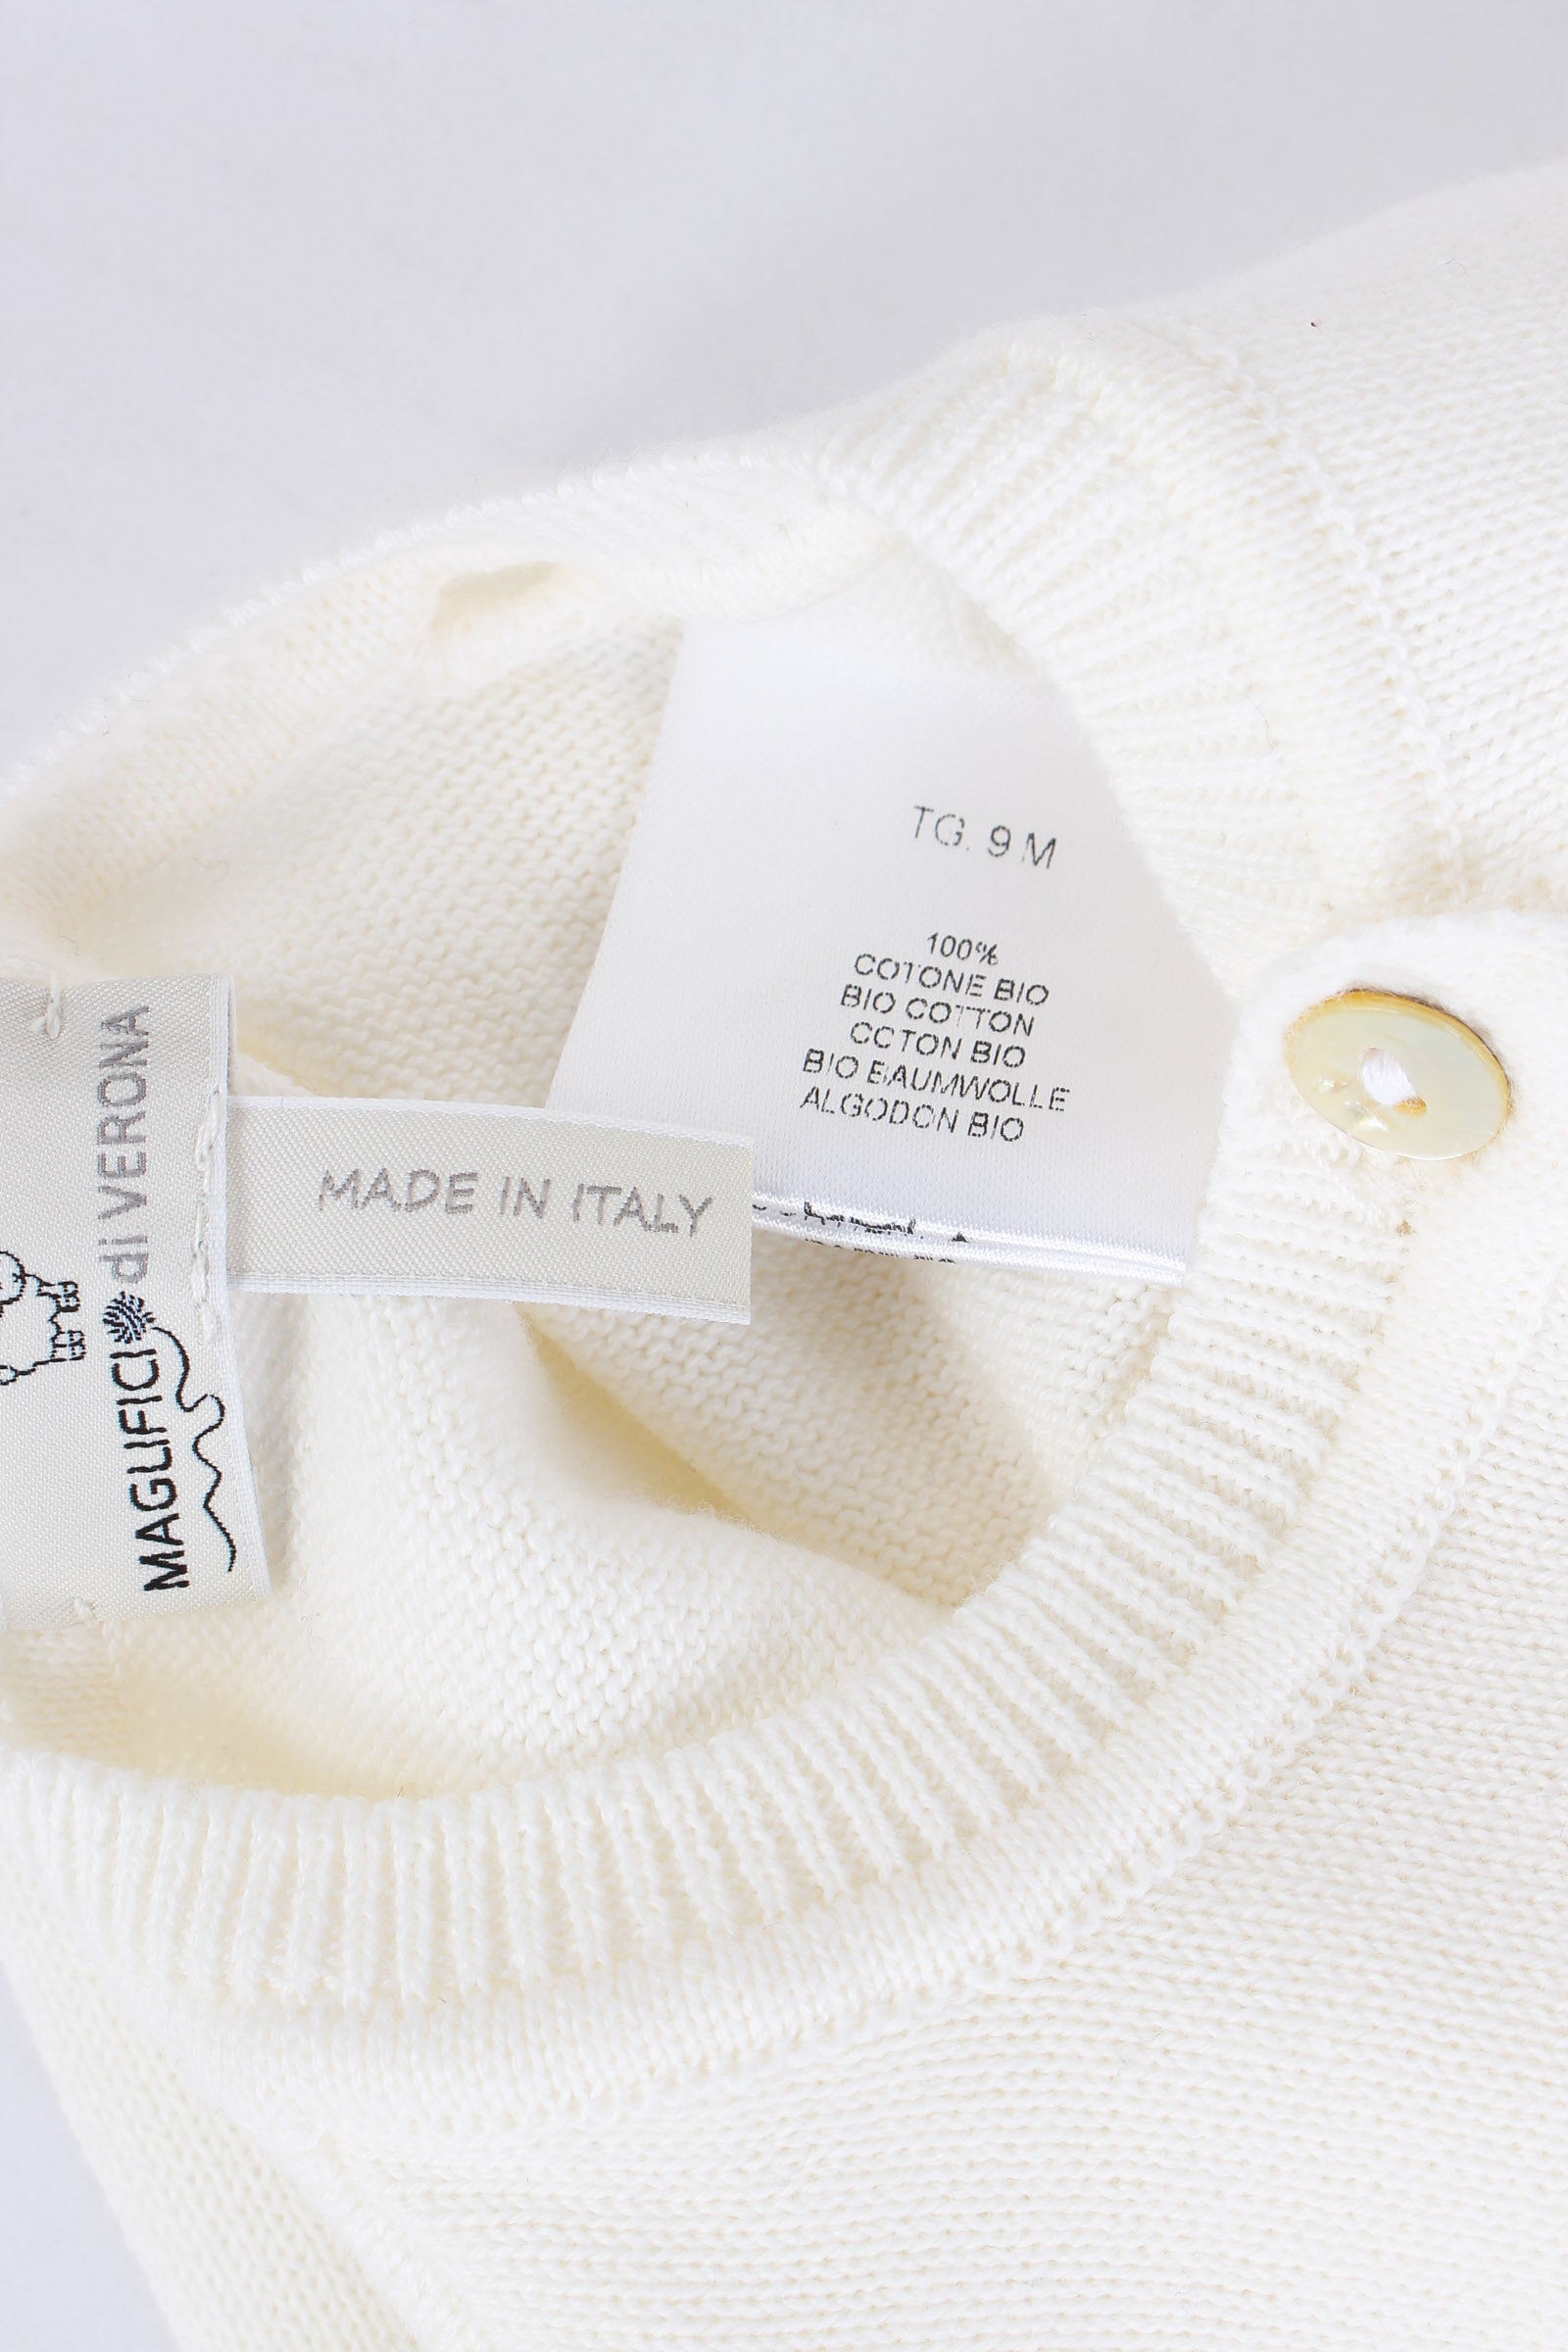 MAGLIFICI di VERONA
MADE IN ITALY
TG. 9 M
100%
COTONE BIO
BIO COTTON
COTON BIO
BIO BAUMWOLLE
ALGODON BIO